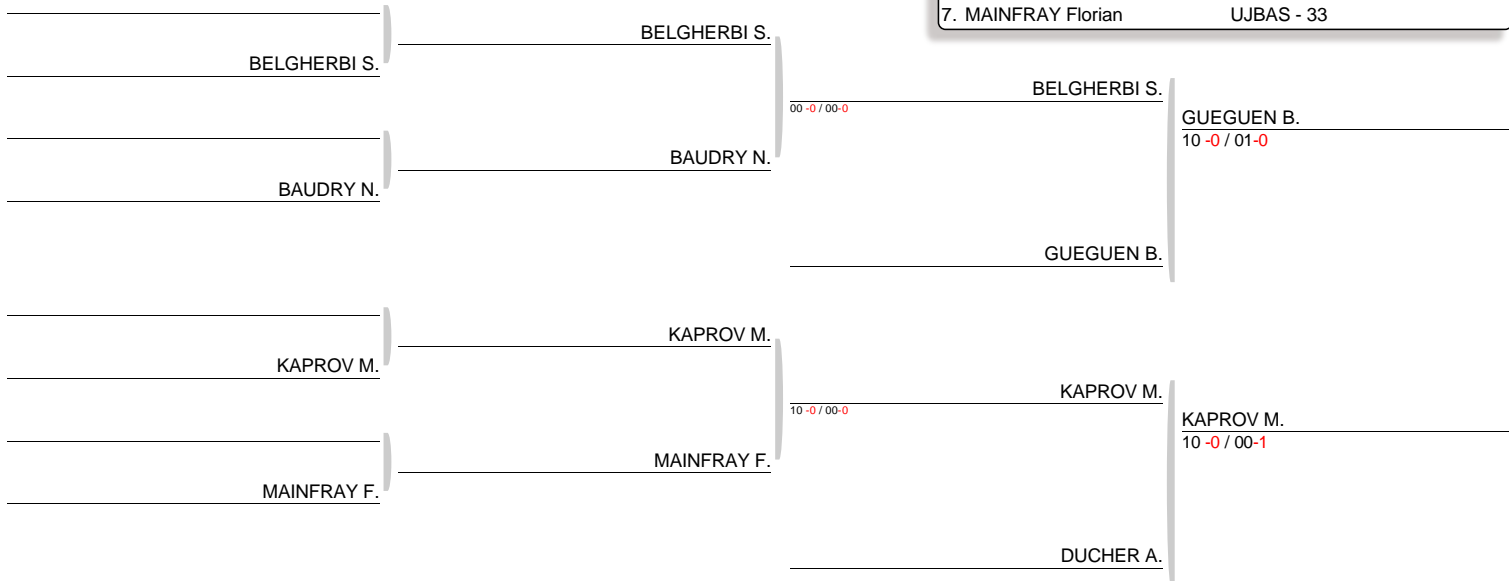 7. MAINFRAY Florian UJBAS - 33
BELGHERBI S.
BELGHERBI S.
BELGHERBI S.
00 -0 / 00-0
GUEGUEN B.
10 -0 / 01-0
BAUDRY N.
BAUDRY N.
GUEGUEN B.
KAPROV M.
KAPROV M.
KAPROV M.
10 -0 / 00-0
KAPROV M.
10 -0 / 00-1
MAINFRAY F.
MAINFRAY F.
DUCHER A.